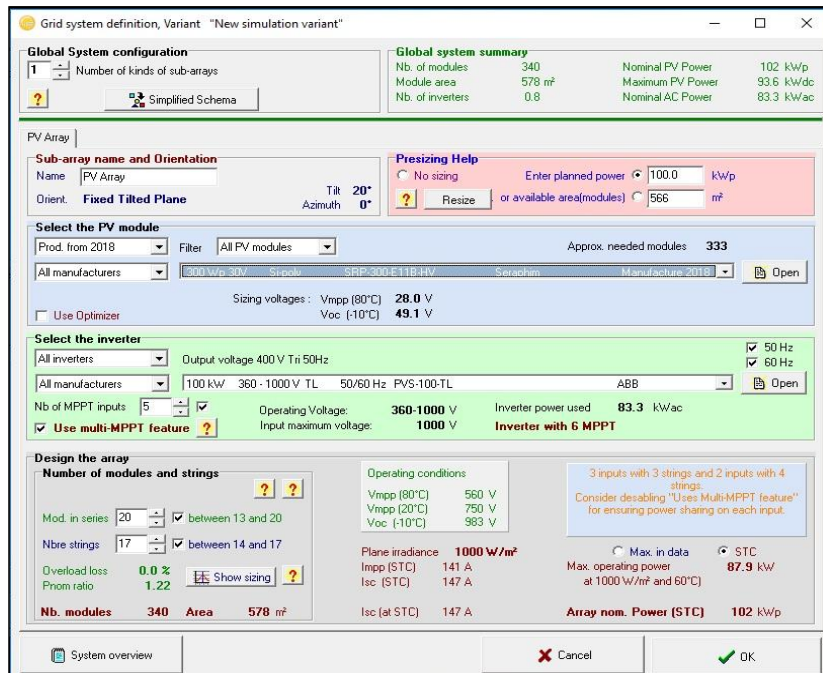 Grid system definition, Variant "New simulation variant"
Global System configuration
1 Number of kinds of sub-arrays
? Simplified Schema
Global system summary
Nb. of modules 340 Nominal PV Power 102 kWp
Module area 578 m² Maximum PV Power 93.6 kWdc
Nb. of inverters 0.8 Nominal AC Power 83.3 kWac
PV Array
Sub-array name and Orientation
Name PV Array
Orient. Fixed Tilted Plane Tilt 20°
Azimuth 0°
Presizing Help
No sizing Enter planned power 100.0 kWp
? Resize ... or available area(modules) 566 m²
Select the PV module
Prod. from 2018 Filter All PV modules Approx. needed modules 333
All manufacturers 300 Wp 30V Si-poly SRP-300-E11B-HV Seraphim Manufacture 2018 Open
Sizing voltages : Vmpp (80°C) 28.0 V
Use Optimizer Voc (-10°C) 49.1 V
Select the inverter
50 Hz
All inverters Output voltage 400 V Tri 50Hz 60 Hz
All manufacturers 100 kW 360 - 1000 V TL 50/60 Hz PVS-100-TL ABB Open
Nb of MPPT inputs 5 Operating Voltage: 360-1000 V Inverter power used 83.3 kWac
Use multi-MPPT feature ? Input maximum voltage: 1000 V Inverter with 6 MPPT
Design the array
Number of modules and strings
? ?
Mod. in series 20 between 13 and 20
Nbre strings 17 between 14 and 17
Overload loss 0.0 %
Pnom ratio 1.22 Show sizing ?
Nb. modules 340 Area 578 m²
Operating conditions
Vmpp (80°C) 560 V
Vmpp (20°C) 750 V
Voc (-10°C) 983 V
Plane irradiance 1000 W/m²
Impp (STC) 141 A
Isc (STC) 147 A
Isc (at STC) 147 A
3 inputs with 3 strings and 2 inputs with 4
strings.
Consider desabling "Uses Multi-MPPT feature"
for ensuring power sharing on each input.
Max. in data STC
Max. operating power 87.9 kW
at 1000 W/m² and 60°C)
Array nom. Power (STC) 102 kWp
System overview Cancel OK